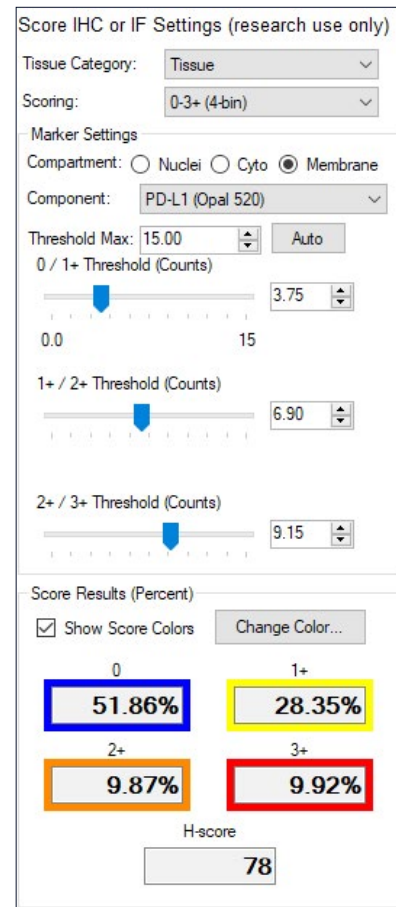 Score IHC or IF Settings (research use only)
Tissue Category: Tissue
Scoring: 0-3+ (4-bin)
Marker Settings
Compartment: Nuclei Cyto Membrane
Component: PD-L1 (Opal 520)
Threshold Max: 15.00 Auto
0 / 1+ Threshold (Counts)
3.75
0.0 15
1+ / 2+ Threshold (Counts)
6.90
2+ / 3+ Threshold (Counts)
9.15
Score Results (Percent)
Show Score Colors Change Color...
0 1+
51.86% 28.35%
2+ 3+
9.87% 9.92%
H-score
78